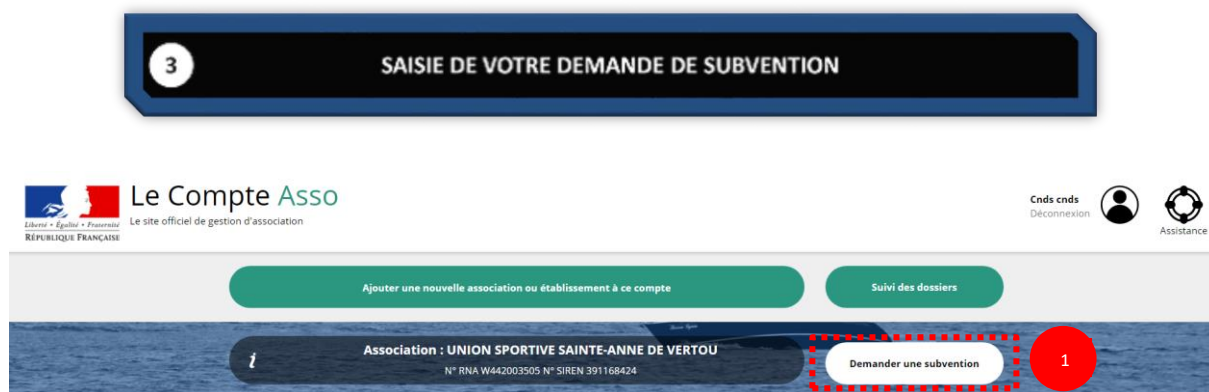 3
SAISIE DE VOTRE DEMANDE DE SUBVENTION
Le Compte Asso
Le site officiel de gestion d'association
Liberté • Égalité • Fraternité
RÉPUBLIQUE FRANÇAISE
Cnds cnds
Déconnexion
Assistance
Ajouter une nouvelle association ou établissement à ce compte
Suivi des dossiers
i
Association : UNION SPORTIVE SAINTE-ANNE DE VERTOU
N° RNA W442003505 N° SIREN 391168424
Demander une subvention
1